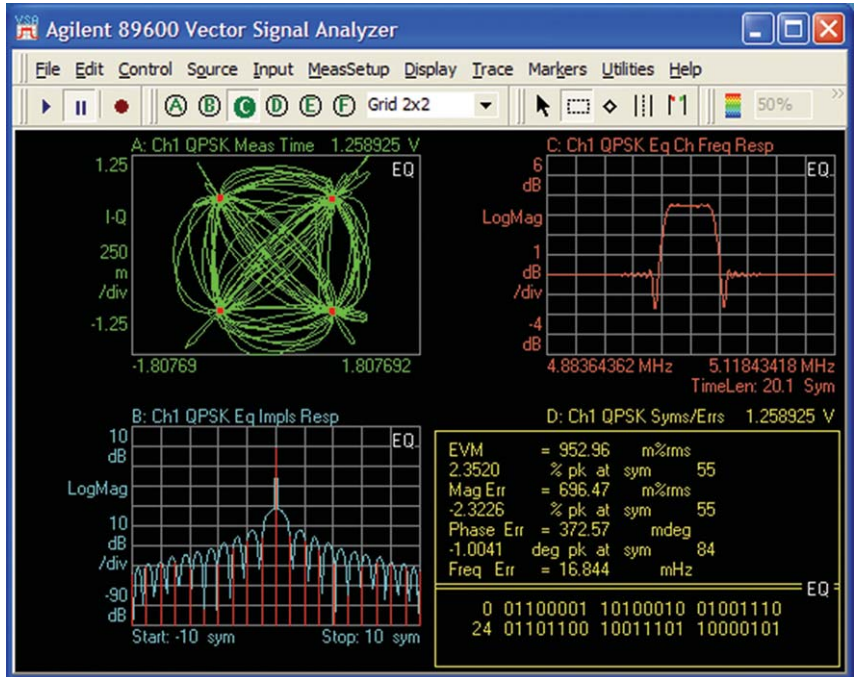 VSA
Agilent 89600 Vector Signal Analyzer
File Edit Control Source Input MeasSetup Display Trace Markers Utilities Help
A B C D E F Grid 2x2 50% »
A: Ch1 QPSK Meas Time 1.258925 V
1.25
EQ
I-Q
250
m
/div
-1.25
-1.80769 1.807692
C: Ch1 QPSK Eq Ch Freq Resp
6
dB
EQ
LogMag
1
dB
/div
-4
dB
4.88364362 MHz 5.11843418 MHz
TimeLen: 20.1 Sym
B: Ch1 QPSK Eq Impls Resp
10
dB
EQ
LogMag
10
dB
/div
-90
dB
Start: -10 sym Stop: 10 sym
D: Ch1 QPSK Syms/Errs 1.258925 V
EVM = 952.96 m%rms
2.3520 % pk at sym 55
Mag Err = 696.47 m%rms
-2.3226 % pk at sym 55
Phase Err = 372.57 mdeg
-1.0041 deg pk at sym 84
Freq Err = 16.844 mHz
EQ
0 01100001 10100010 01001110
24 01101100 10011101 10000101